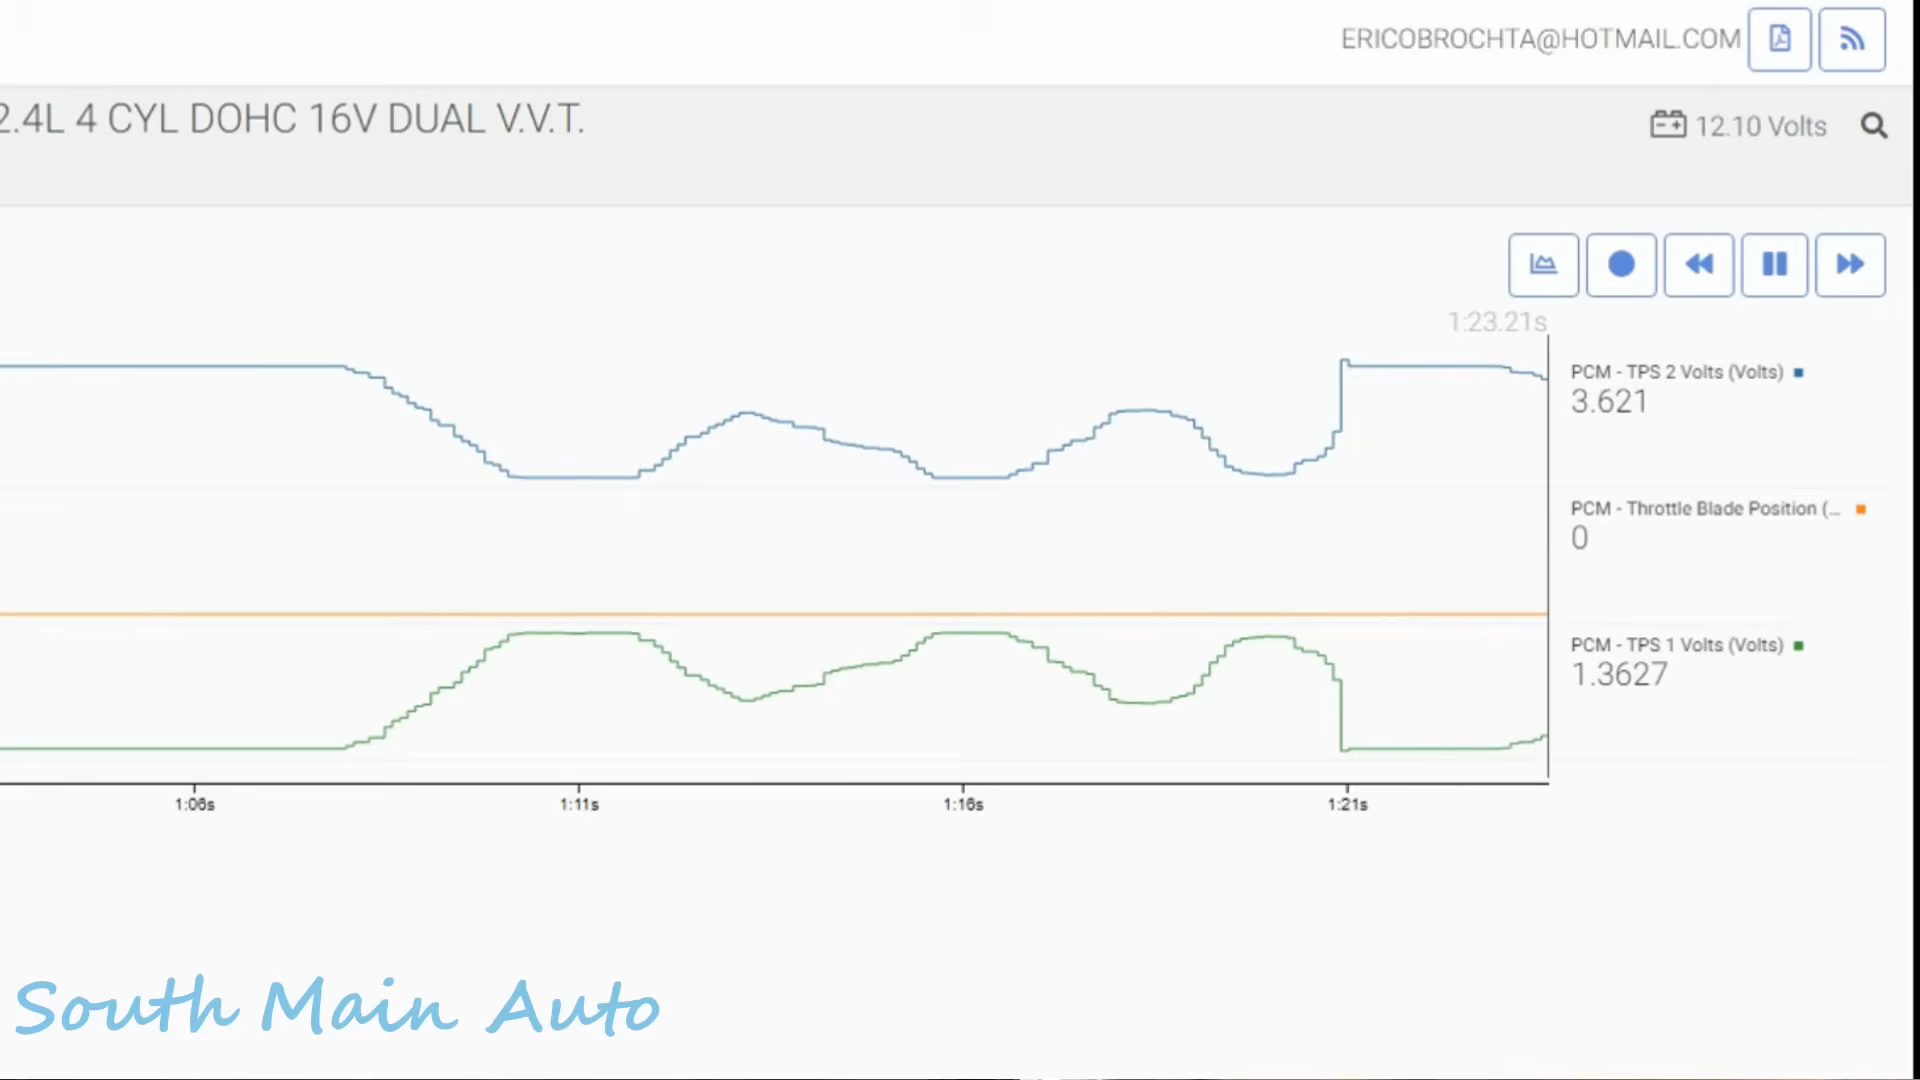 ERICOBROCHTA@HOTMAIL.COM
2.4L 4 CYL DOHC 16V DUAL V.V.T.
12.10 Volts
1:23.21s
PCM - TPS 2 Volts (Volts)
3.621
PCM - Throttle Blade Position (...
0
PCM - TPS 1 Volts (Volts)
1.3627
1:06s 1:11s 1:16s 1:21s
South Main Auto